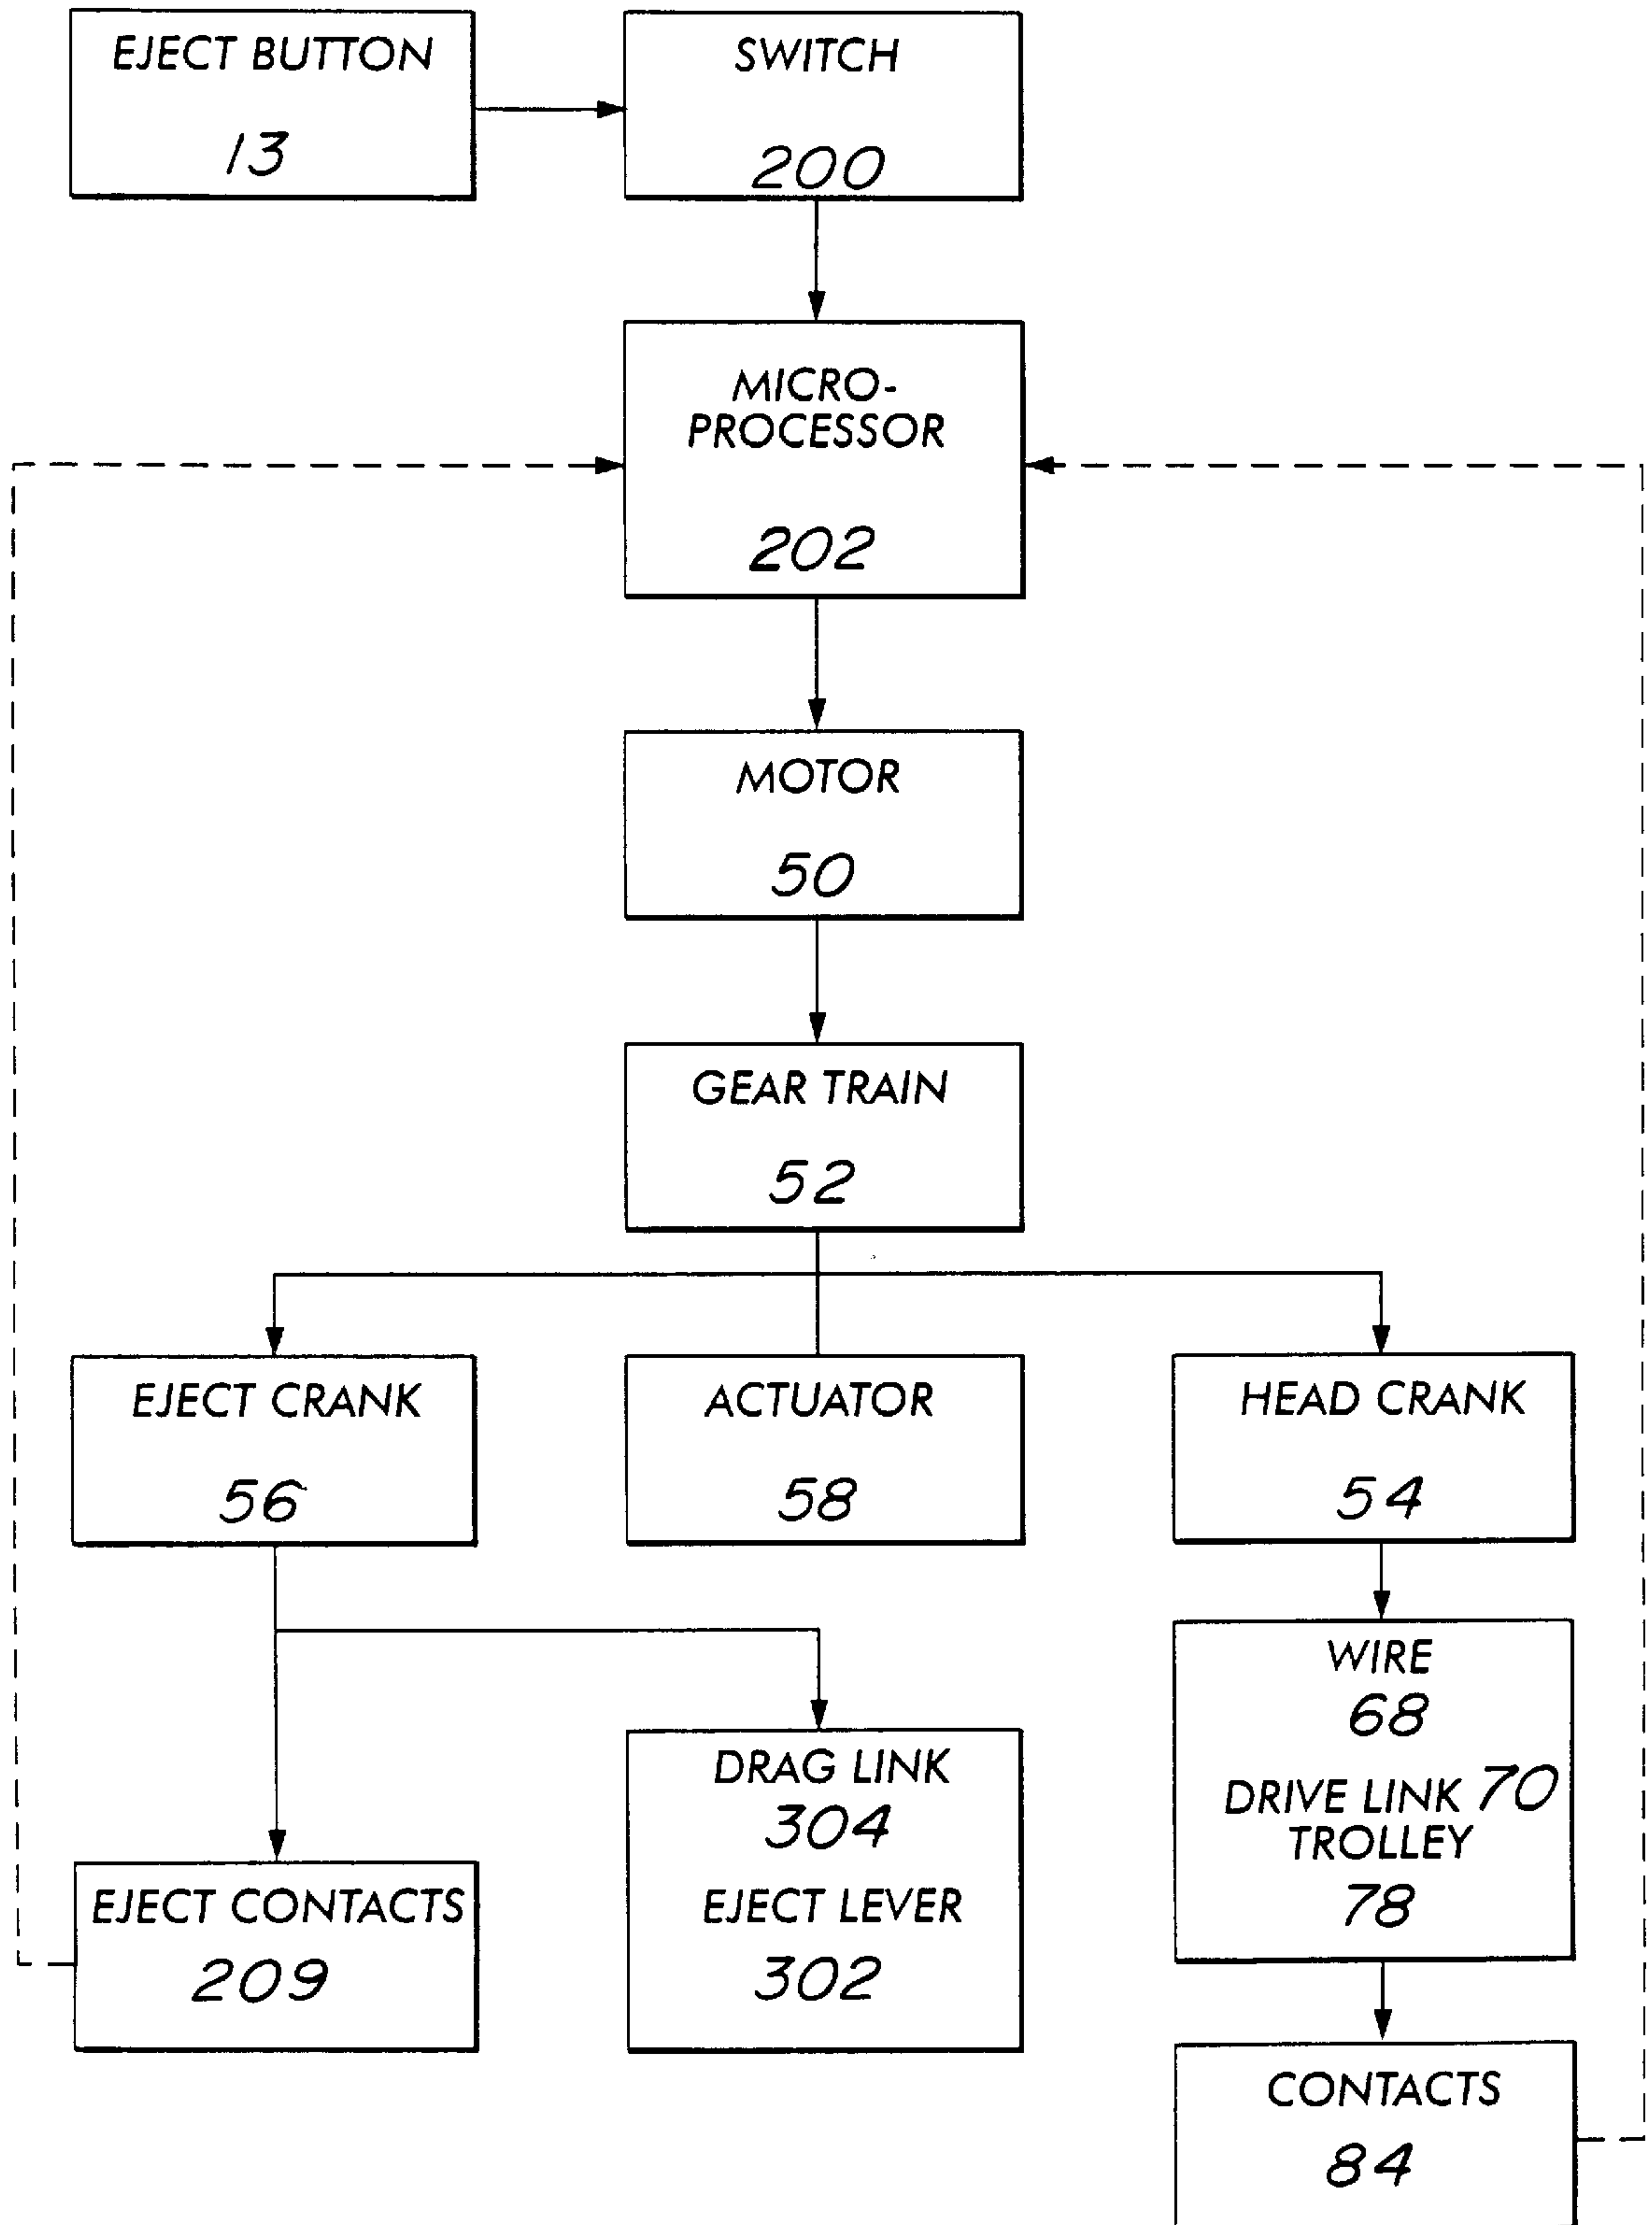 EJECT BUTTON
13
SWITCH
200
MICRO-
PROCESSOR
202
MOTOR
50
GEAR TRAIN
52
EJECT CRANK
56
ACTUATOR
58
HEAD CRANK
54
WIRE
68
DRIVE LINK 70
TROLLEY
78
DRAG LINK
304
EJECT LEVER
302
EJECT CONTACTS
209
CONTACTS
84